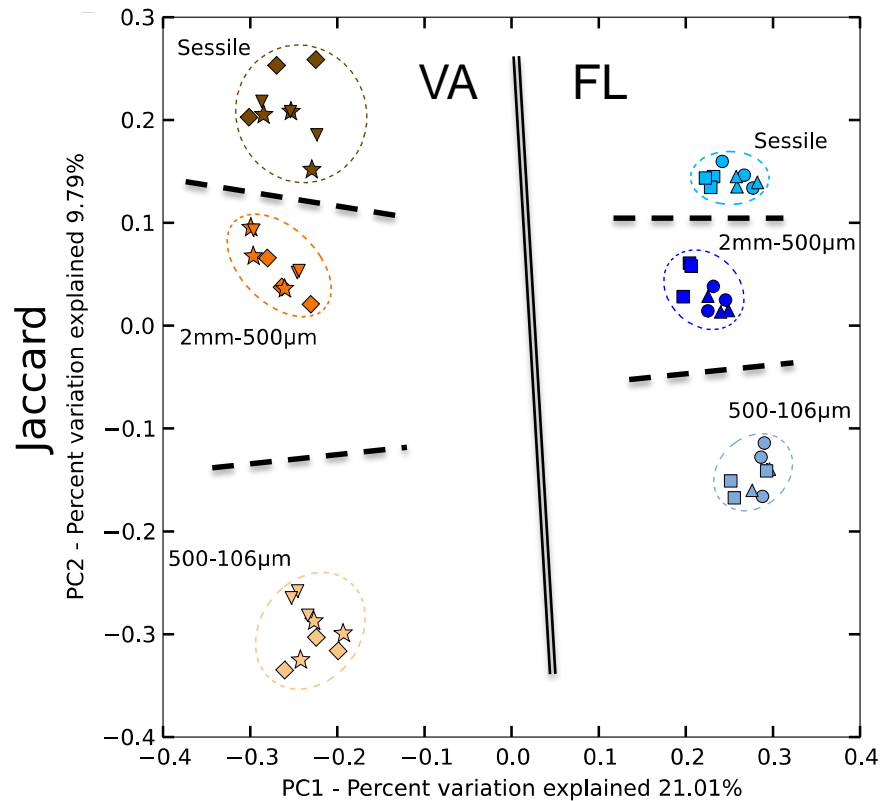 Jaccard
PC2 - Percent variation explained 9.79%
0.3
0.2
0.1
0.0
−0.1
−0.2
−0.3
−0.4
Sessile
VA
FL
Sessile
2mm-500µm
2mm-500µm
500-106µm
500-106µm
−0.4 −0.3 −0.2 −0.1 0.0 0.1 0.2 0.3 0.4
PC1 - Percent variation explained 21.01%